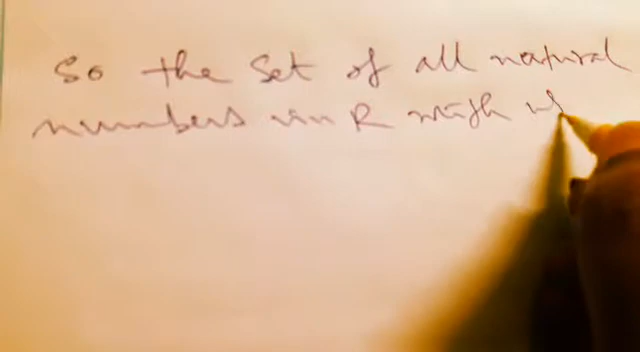 So the Set of all natural
numbers in R with